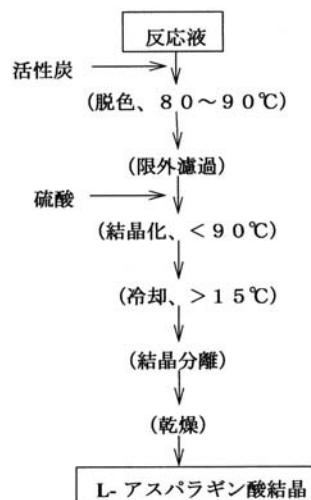 反応液
活性炭
(脱色、８０～９０℃)
(限外濾過)
硫酸
(結晶化、＜９０℃)
(冷却、＞１５℃)
(結晶分離)
(乾燥)
L- アスパラギン酸結晶